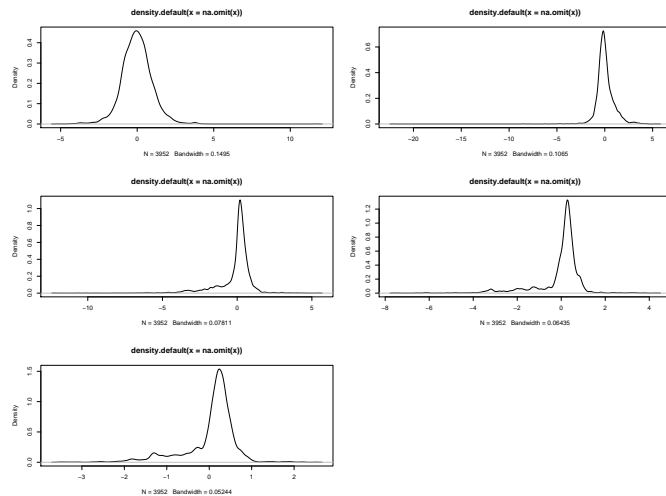 density.default(x = na.omit(x))
Density
0.0 0.1 0.2 0.3 0.4
−5 0 5 10
N = 3952 Bandwidth = 0.1495
density.default(x = na.omit(x))
Density
0.0 0.2 0.4 0.6
−20 −15 −10 −5 0 5
N = 3952 Bandwidth = 0.1065
density.default(x = na.omit(x))
Density
0.0 0.2 0.4 0.6 0.8 1.0
−10 −5 0 5
N = 3952 Bandwidth = 0.07811
density.default(x = na.omit(x))
Density
0.0 0.2 0.4 0.6 0.8 1.2
−8 −6 −4 −2 0 2 4
N = 3952 Bandwidth = 0.06435
density.default(x = na.omit(x))
Density
0.0 0.5 1.0 1.5
−3 −2 −1 0 1 2
N = 3952 Bandwidth = 0.05244